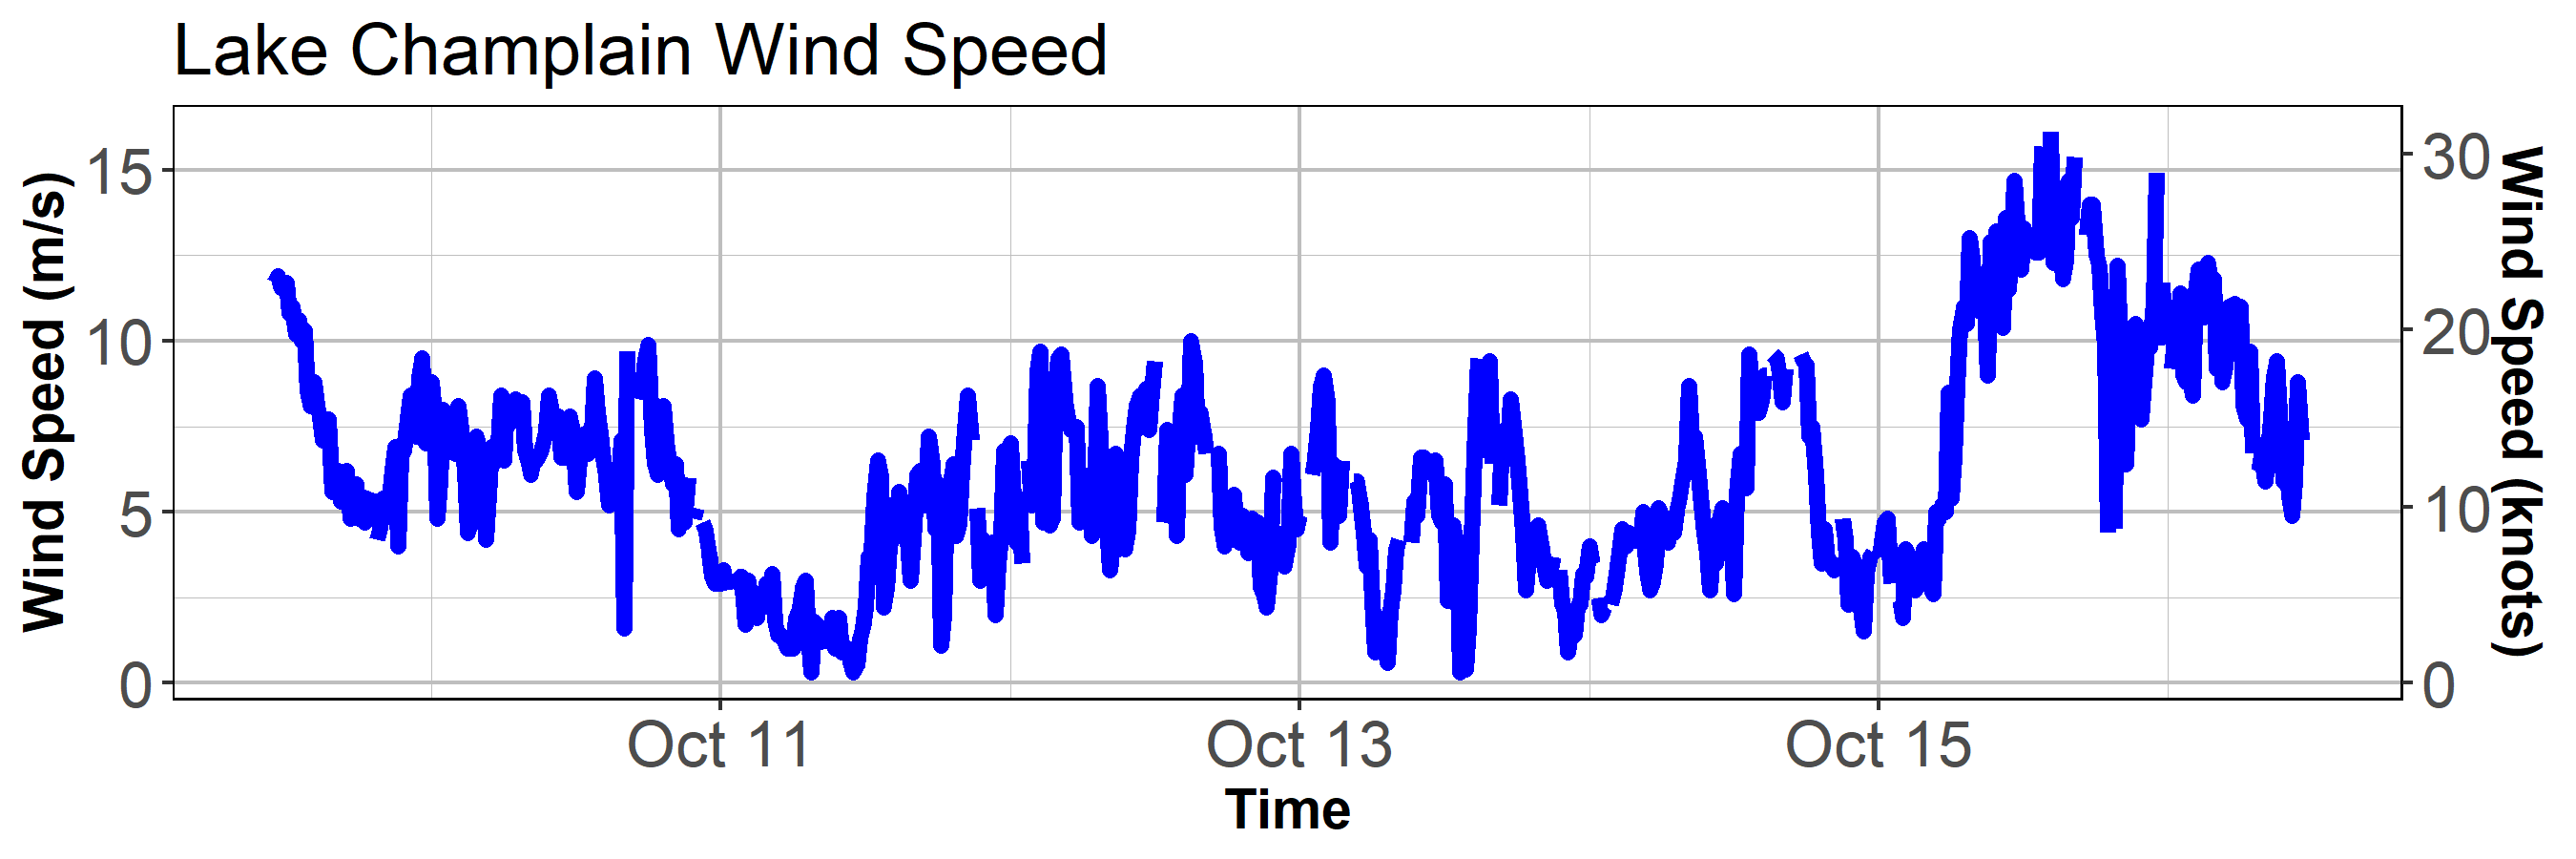 Lake Champlain Wind Speed
Wind Speed (m/s)
15
10
5
0
30
20
10
0
Wind Speed (knots)
Oct 11
Oct 13
Oct 15
Time